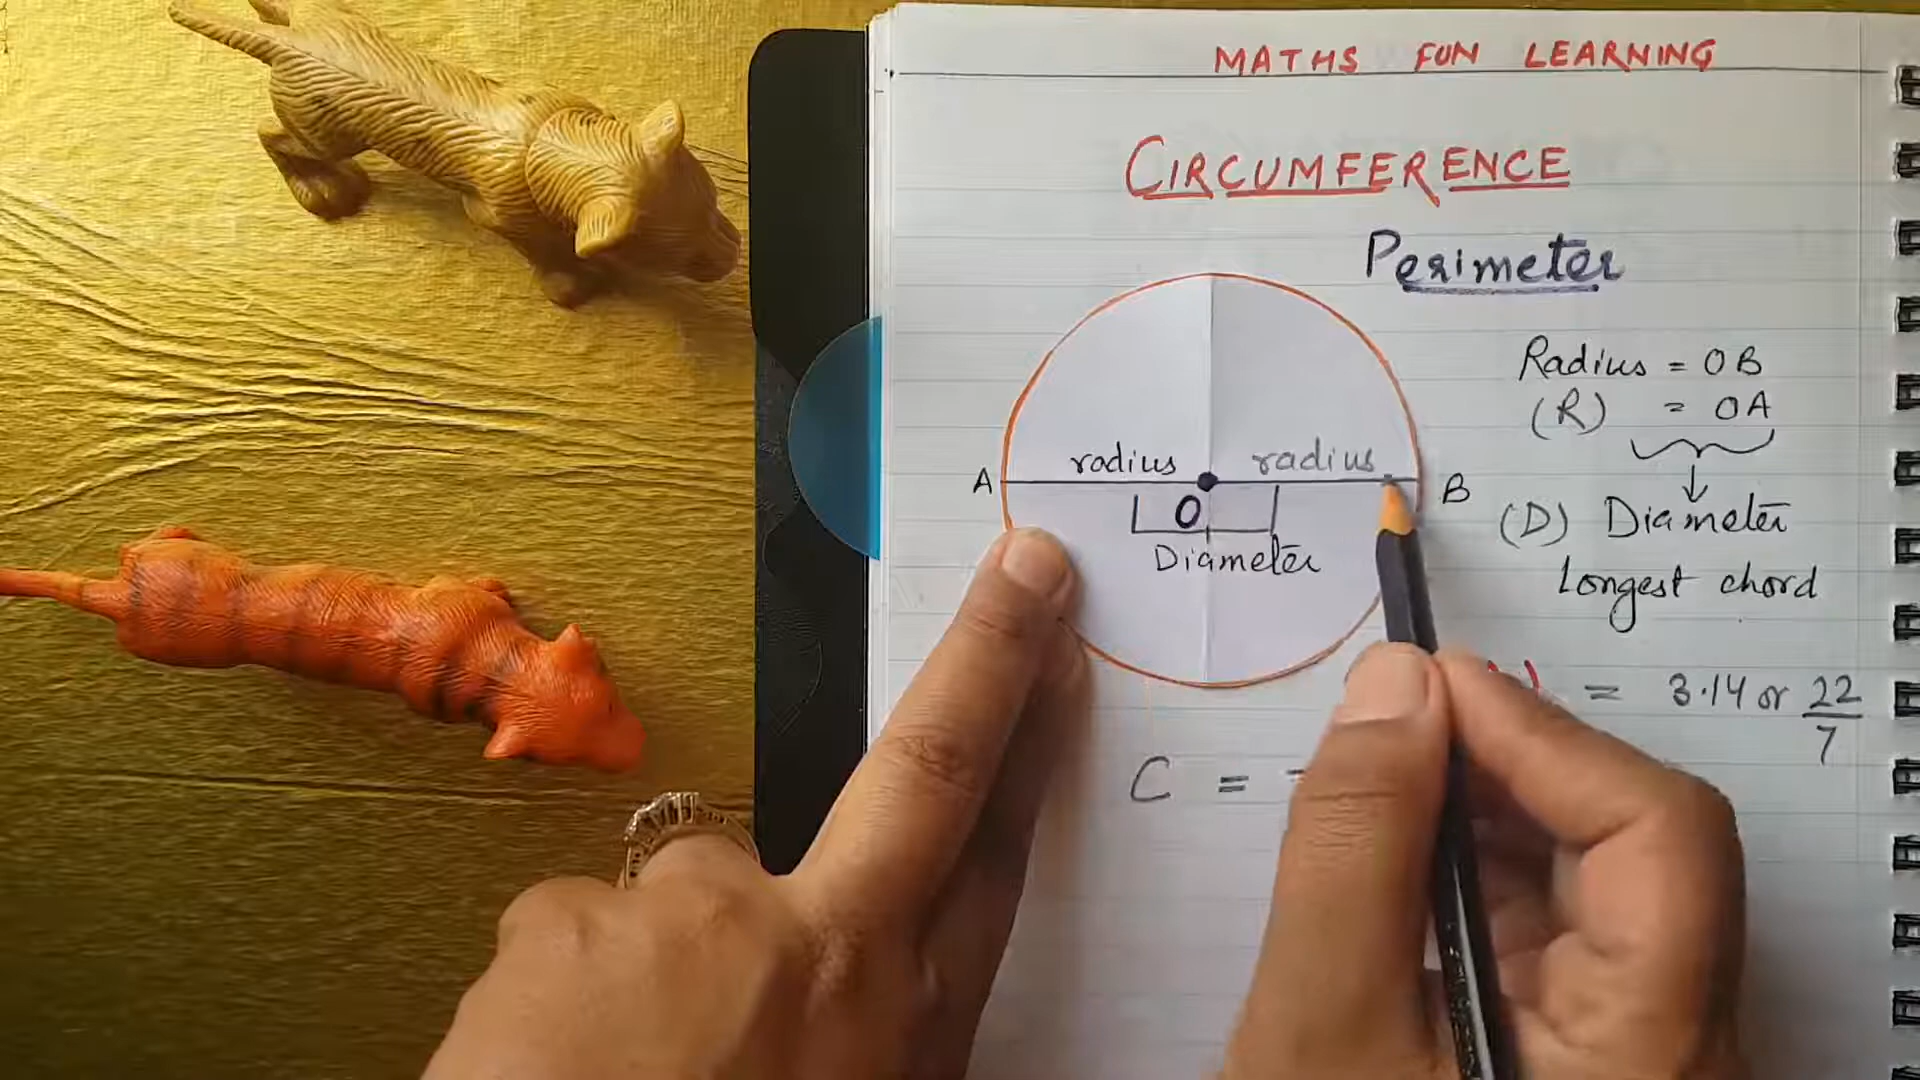 MATHS FUN LEARNING
CIRCUMFERENCE
Perimeter
Radius = OB
(R) = OA
radius radius
A B
O
(D) Diameter
Diameter
Longest chord
= 3.14 or 22/7
C =